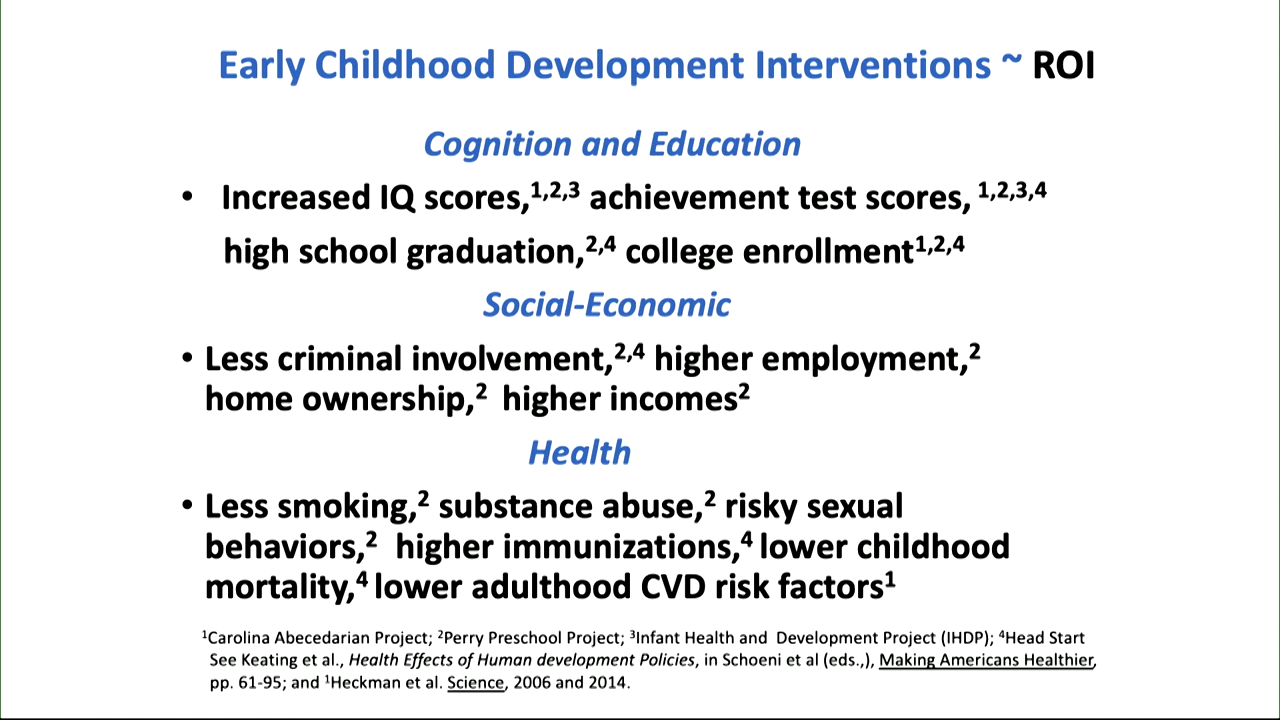 Early Childhood Development Interventions ~ ROI
Cognition and Education
• Increased IQ scores,¹,²,³ achievement test scores, ¹,²,³,⁴
high school graduation,²,⁴ college enrollment¹,²,⁴
Social-Economic
• Less criminal involvement,²,⁴ higher employment,²
home ownership,² higher incomes²
Health
• Less smoking,² substance abuse,² risky sexual
behaviors,² higher immunizations,⁴ lower childhood
mortality,⁴ lower adulthood CVD risk factors¹
¹Carolina Abecedarian Project; ²Perry Preschool Project; ³Infant Health and Development Project (IHDP); ⁴Head Start
See Keating et al., Health Effects of Human development Policies, in Schoeni et al (eds.,), Making Americans Healthier,
pp. 61-95; and ¹Heckman et al. Science, 2006 and 2014.